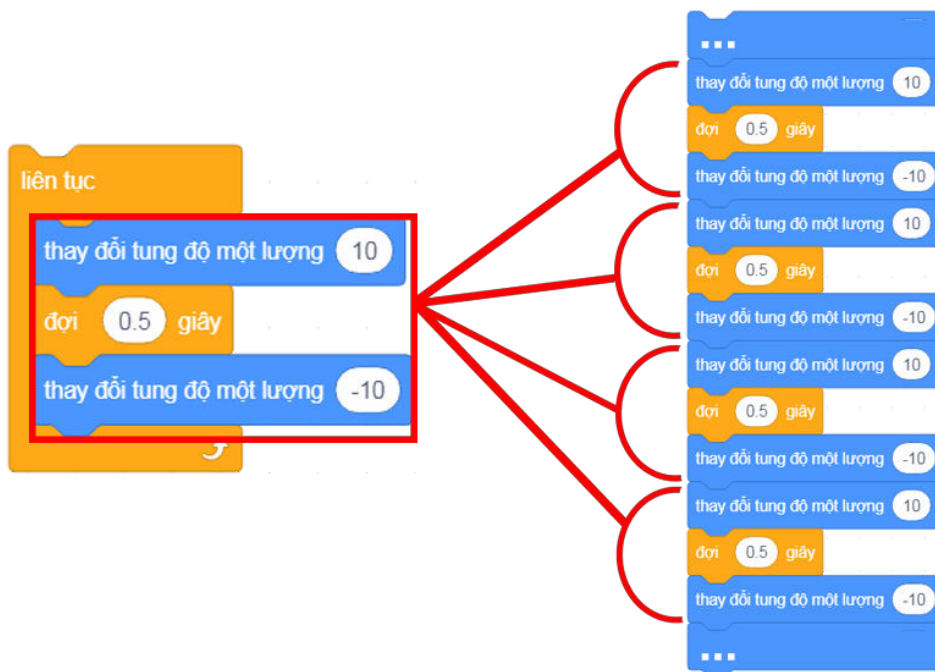 liên tục
thay đổi tung độ một lượng 10
đợi 0.5 giây
thay đổi tung độ một lượng -10
...
thay đổi tung độ một lượng 10
đợi 0.5 giây
thay đổi tung độ một lượng -10
thay đổi tung độ một lượng 10
đợi 0.5 giây
thay đổi tung độ một lượng -10
thay đổi tung độ một lượng 10
đợi 0.5 giây
thay đổi tung độ một lượng -10
thay đổi tung độ một lượng 10
đợi 0.5 giây
thay đổi tung độ một lượng -10
...